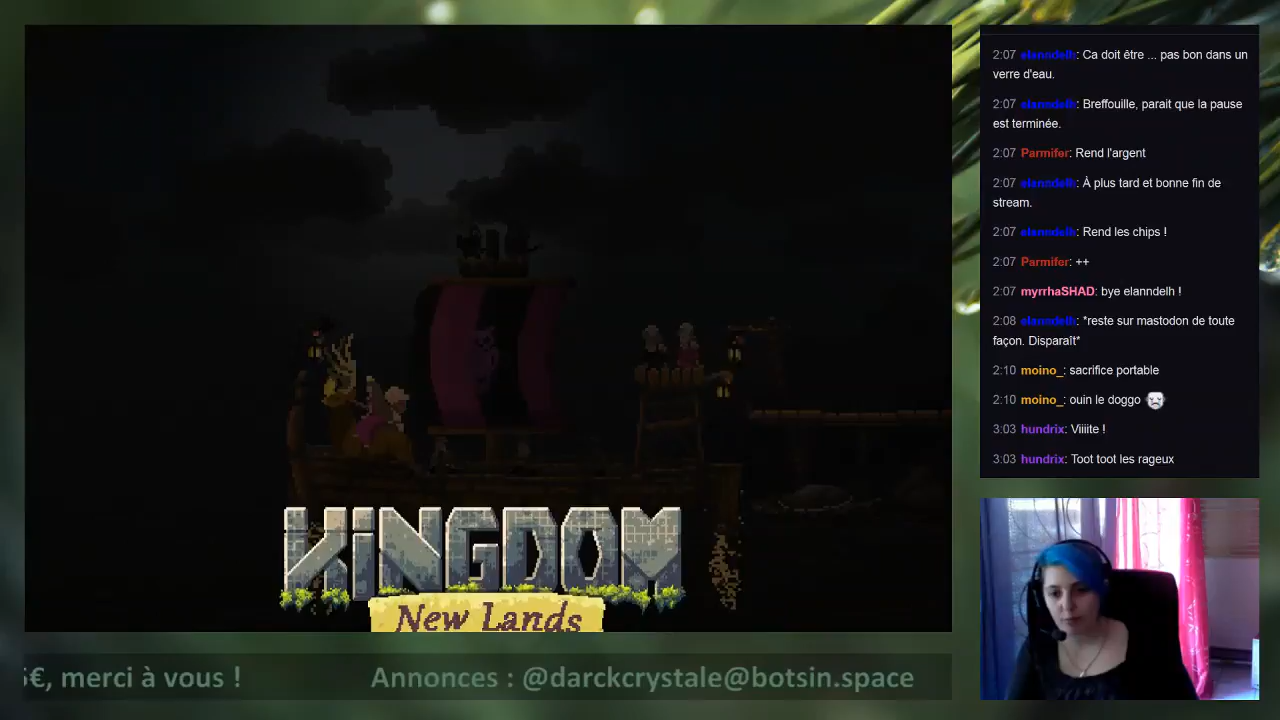 KINGDOM
New Lands
€, merci à vous !
Annonces : @darckcrystale@botsin.space
2:07 elanndelh: Ca doit être ... pas bon dans un
verre d'eau.
2:07 elanndelh: Breffouille, parait que la pause
est terminée.
2:07 Parmifer: Rend l'argent
2:07 elanndelh: À plus tard et bonne fin de
stream.
2:07 elanndelh: Rend les chips !
2:07 Parmifer: ++
2:07 myrrhaSHAD: bye elanndelh !
2:08 elanndelh: *reste sur mastodon de toute
façon. Disparaît*
2:10 moino_: sacrifice portable
2:10 moino_: ouin le doggo
3:03 hundrix: Viiiite !
3:03 hundrix: Toot toot les rageux